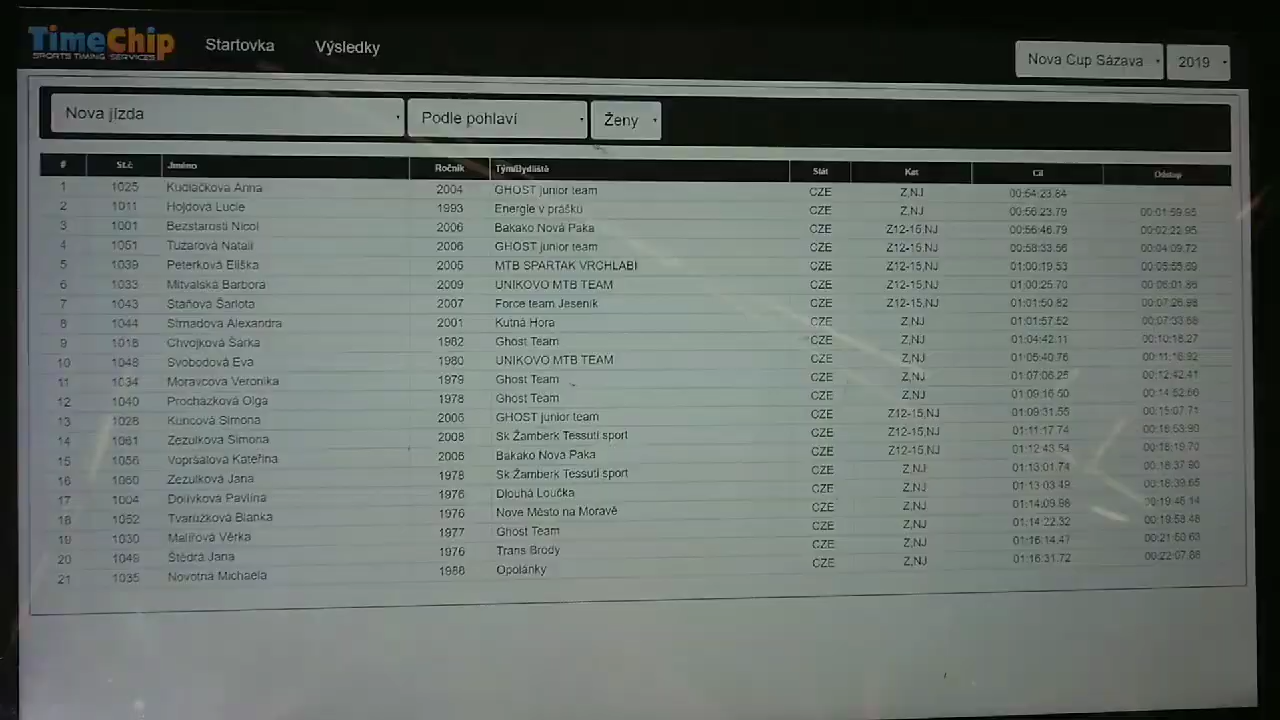 TimeChip Startovka Výsledky Nova Cup Sázava 2019
SPORTS TIMING SERVICES
Nova jízda Podle pohlaví Ženy
# St.č Jméno Ročník Tým/Bydliště Stát Kat Cíl Odstup
1 1025 Kudláčková Anna 2004 GHOST junior team CZE Z,NJ 00:54:23.84
2 1011 Hojdová Lucie 1993 Energie v prášku CZE Z,NJ 00:56:23.79 00:01:59.95
3 1001 Bezstarosti Nicol 2006 Bakako Nová Paka CZE Z12-15,NJ 00:56:46.79 00:02:22.95
4 1051 Tůzarová Natali 2006 GHOST junior team CZE Z12-15,NJ 00:58:33.56 00:04:09.72
5 1039 Peterková Eliška 2005 MTB SPARTAK VRCHLABI CZE Z12-15,NJ 01:00:19.53 00:05:55.69
6 1033 Mitvalská Barbora 2009 UNIKOVO MTB TEAM CZE Z12-15,NJ 01:00:25.70 00:06:01.86
7 1043 Staňová Šarlota 2007 Force team Jeseník CZE Z12-15,NJ 01:01:50.82 00:07:26.98
8 1044 Strnadová Alexandra 2001 Kutná Hora CZE Z,NJ 01:01:57.52 00:07:33.68
9 1018 Chvojková Šárka 1982 Ghost Team CZE Z,NJ 01:04:42.11 00:10:18.27
10 1048 Svobodová Eva 1980 UNIKOVO MTB TEAM CZE Z,NJ 01:05:40.76 00:11:16.92
11 1034 Moravcová Veronika 1979 Ghost Team CZE Z,NJ 01:07:06.25 00:12:42.41
12 1040 Procházková Olga 1978 Ghost Team CZE Z,NJ 01:09:16.50 00:14:52.66
13 1028 Kuncová Simona 2005 GHOST junior team CZE Z12-15,NJ 01:09:31.55 00:15:07.71
14 1061 Zezulková Simona 2008 Sk Žamberk Tessuti sport CZE Z12-15,NJ 01:11:17.74 00:16:53.90
15 1056 Vopršalová Kateřina 2006 Bakako Nova Paka CZE Z12-15,NJ 01:12:43.54 00:18:19.70
16 1060 Zezulková Jana 1978 Sk Žamberk Tessuti sport CZE Z,NJ 01:13:01.74 00:18:37.90
17 1004 Dolívková Pavlína 1976 Dlouhá Loučka CZE Z,NJ 01:13:03.49 00:18:39.65
18 1052 Tvarůžková Blanka 1976 Nové Město na Moravě CZE Z,NJ 01:14:09.98 00:19:46.14
19 1030 Malířová Věrka 1977 Ghost Team CZE Z,NJ 01:14:22.32 00:19:58.48
20 1049 Štědrá Jana 1976 Trans Brody CZE Z,NJ 01:16:14.47 00:21:50.63
21 1035 Novotná Michaela 1988 Opolánky CZE Z,NJ 01:16:31.72 00:22:07.88